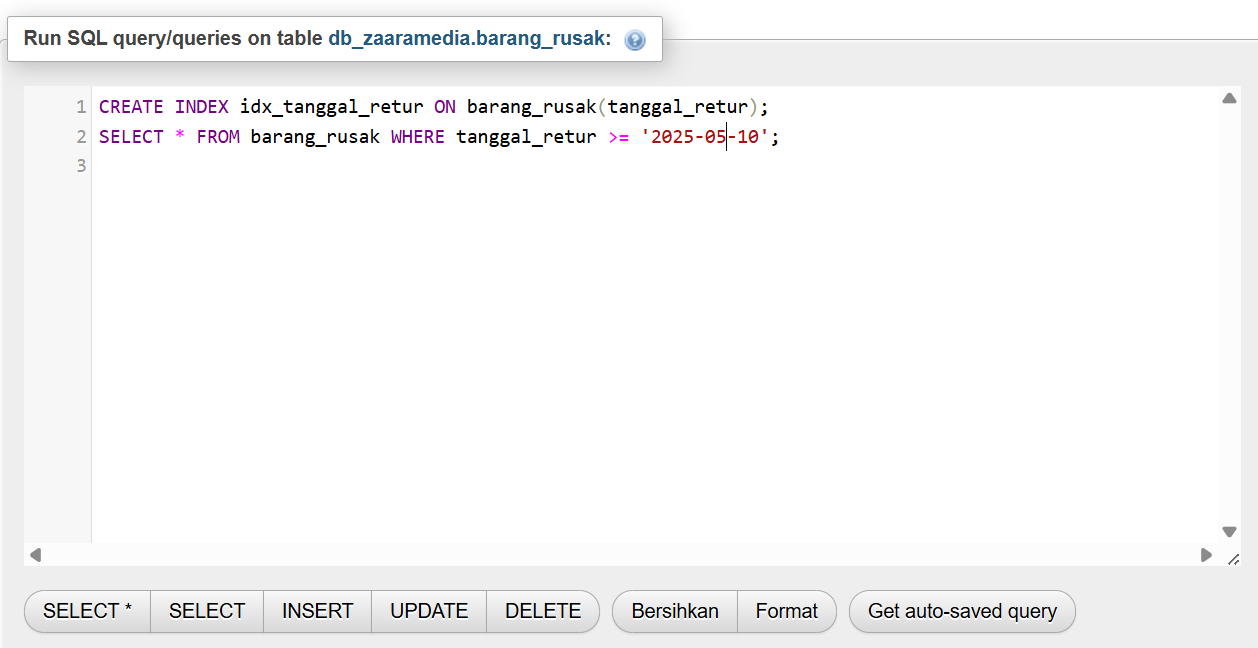 Run SQL query/queries on table db_zaaramedia.barang_rusak:
1 CREATE INDEX idx_tanggal_retur ON barang_rusak(tanggal_retur);
2 SELECT * FROM barang_rusak WHERE tanggal_retur >= '2025-05-10';
3
SELECT * SELECT INSERT UPDATE DELETE Bersihkan Format Get auto-saved query